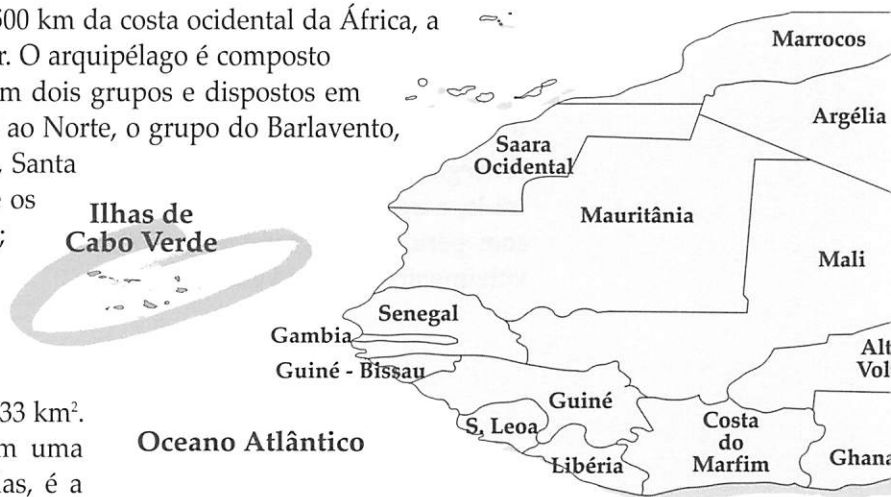 500 km da costa ocidental da África, a
r. O arquipélago é composto
m dois grupos e dispostos em
ao Norte, o grupo do Barlavento,
, Santa
e os
;
33 km².
m uma
as, é a
Ilhas de
Cabo Verde
Marrocos
Argélia
Saara
Ocidental
Mauritânia
Mali
Senegal
Gambia
Guiné - Bissau
Alt
Vol
Guiné
S. Leoa
Costa
do
Marfim
Libéria
Ghana
Oceano Atlântico